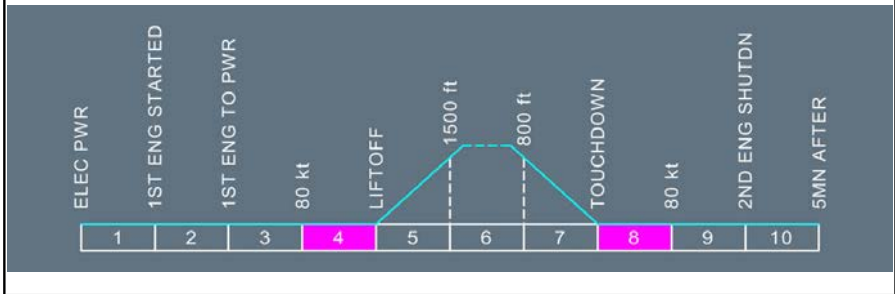 ELEC PWR
1ST ENG STARTED
1ST ENG TO PWR
80 kt
LIFTOFF
1500 ft
800 ft
TOUCHDOWN
80 kt
2ND ENG SHUTDN
5MN AFTER
1 2 3 4 5 6 7 8 9 10